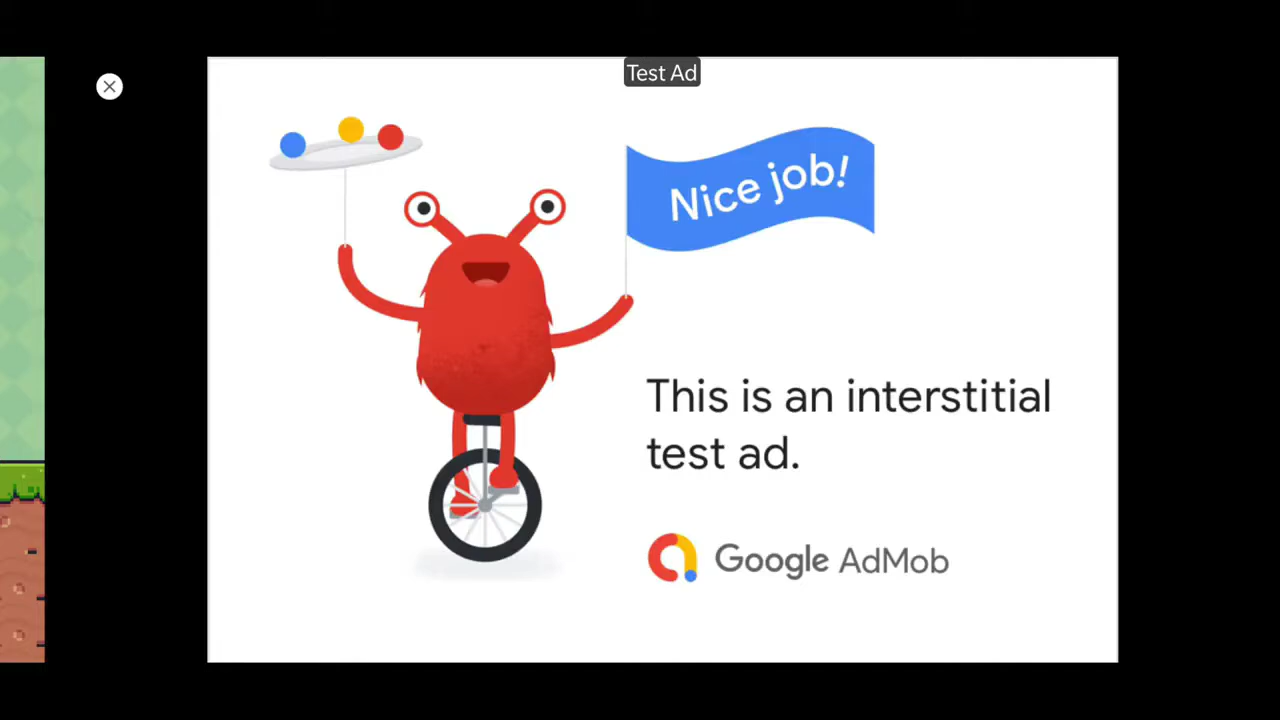 Test Ad
Nice job!
This is an interstitial
test ad.
Google AdMob